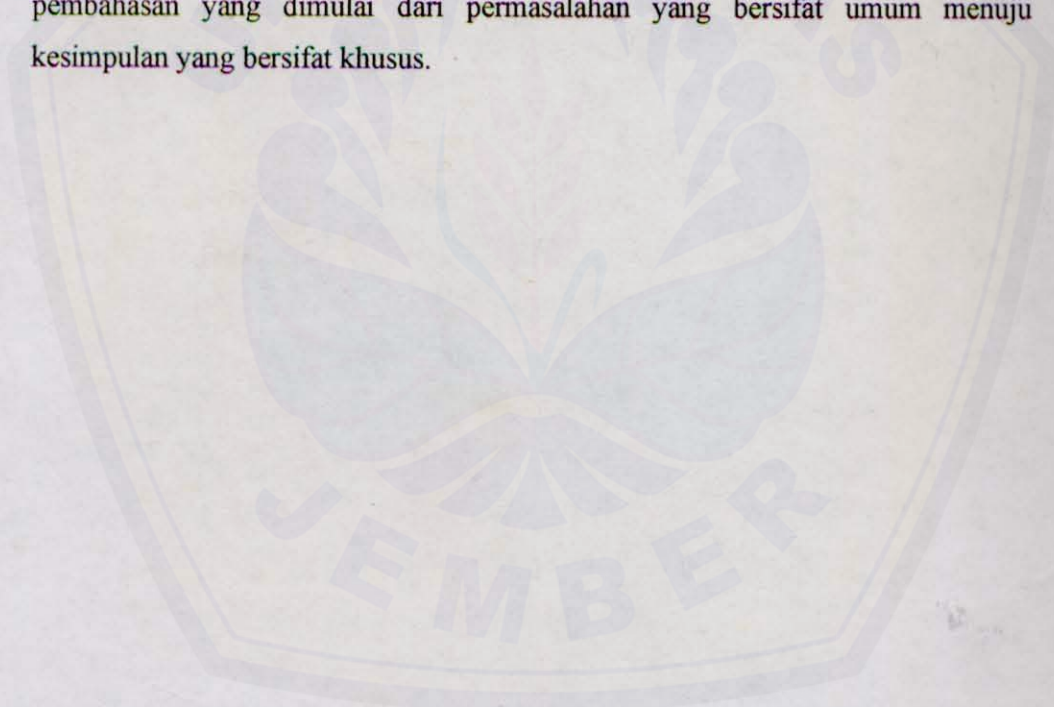 pembahasan yang dimulai dari permasalahan yang bersifat umum menuju
kesimpulan yang bersifat khusus.
JEMBER